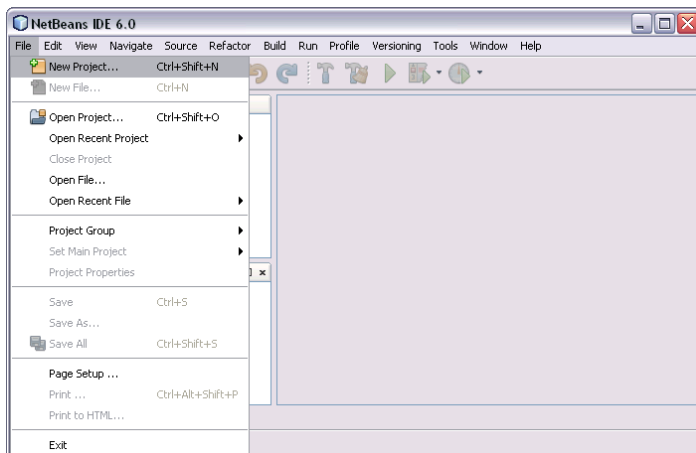 NetBeans IDE 6.0
File Edit View Navigate Source Refactor Build Run Profile Versioning Tools Window Help
New Project... Ctrl+Shift+N
New File... Ctrl+N
Open Project... Ctrl+Shift+O
Open Recent Project
Close Project
Open File...
Open Recent File
Project Group
Set Main Project
Project Properties
Save Ctrl+S
Save As...
Save All Ctrl+Shift+S
Page Setup ...
Print ... Ctrl+Alt+Shift+P
Print to HTML...
Exit